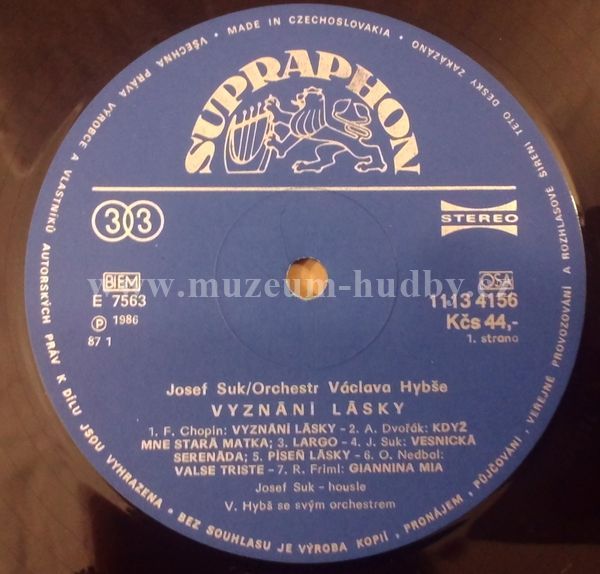 VŠECHNA PRÁVA VÝROBCE A VLASTNÍKŮ AUTORSKÝCH PRÁV K DÍLU JSOU VYHRAZENA • BEZ SOUHLASU JE VÝROBA KOPIÍ, PRONÁJEM, PŮJČOVÁNÍ, VEŘEJNÉ PROVOZOVÁNÍ A ROZHLASOVÉ ŠÍŘENÍ TÉTO DESKY ZAKÁZÁNO • MADE IN CZECHOSLOVAKIA •
SUPRAPHON
33 STEREO
www.muzeum-hudby.cz
BIEM OSA
E 7563 1113 4156
Ⓟ 1986 Kčs 44,-
87 1 1. strana
Josef Suk/Orchestr Václava Hybše
VYZNÁNÍ LÁSKY
1. F. Chopin: VYZNÁNÍ LÁSKY - 2. A. Dvořák: KDYŽ
MNE STARÁ MATKA; 3. LARGO - 4. J. Suk: VESNICKÁ
SERENÁDA; 5. PÍSEŇ LÁSKY - 6. O. Nedbal:
VALSE TRISTE - 7. R. Friml: GIANNINA MIA
Josef Suk - housle
V. Hybš se svým orchestrem